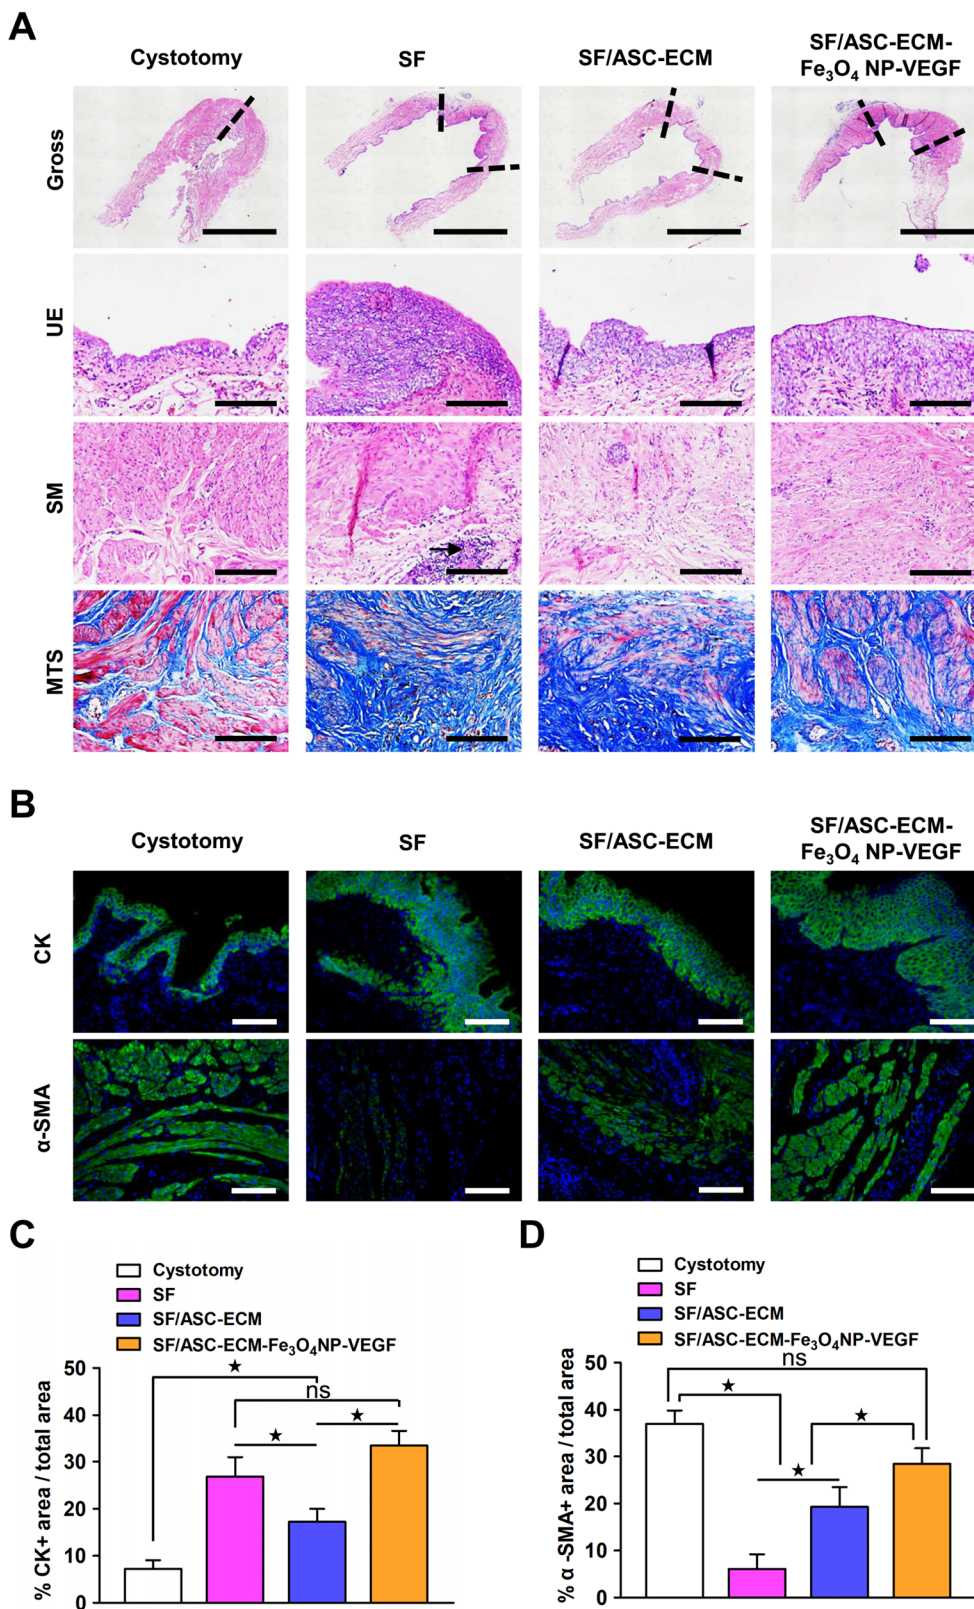 A
Cystotomy
SF
SF/ASC-ECM
SF/ASC-ECM-
Fe₃O₄ NP-VEGF
Gross
UE
SM
MTS
B
Cystotomy
SF
SF/ASC-ECM
SF/ASC-ECM-
Fe₃O₄ NP-VEGF
CK
α-SMA
C
Cystotomy
SF
SF/ASC-ECM
SF/ASC-ECM-Fe₃O₄NP-VEGF
% CK+ area / total area
50
40
30
20
10
0
★
ns
★
★
D
Cystotomy
SF
SF/ASC-ECM
SF/ASC-ECM-Fe₃O₄NP-VEGF
% α -SMA+ area / total area
50
40
30
20
10
0
ns
★
★
★